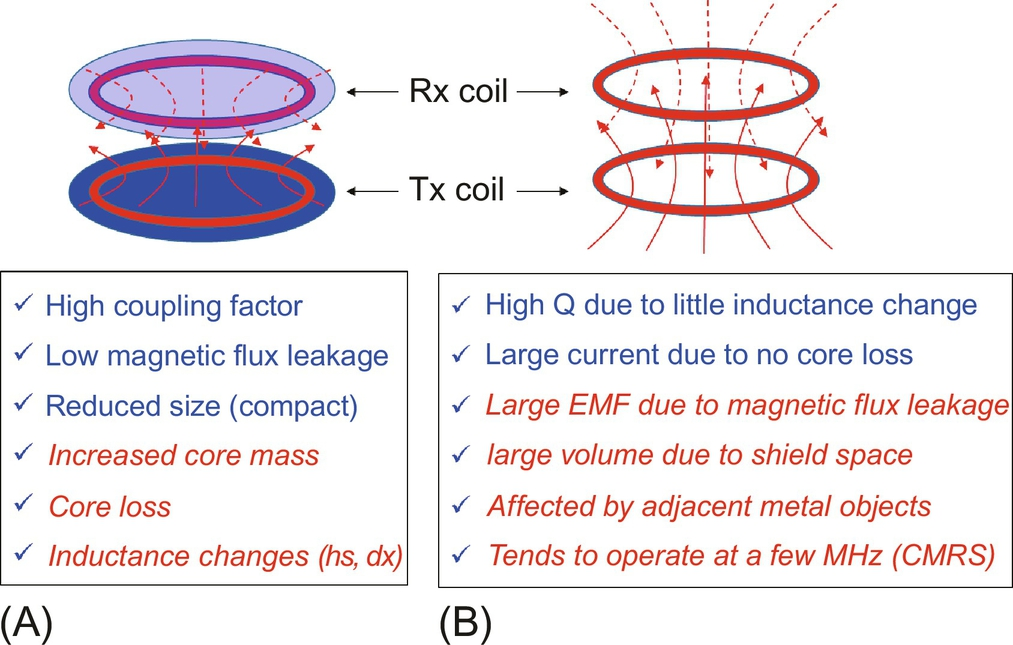 Rx coil
Tx coil
✓ High coupling factor
✓ Low magnetic flux leakage
✓ Reduced size (compact)
✓ Increased core mass
✓ Core loss
✓ Inductance changes (hs, dx)
(A)
✓ High Q due to little inductance change
✓ Large current due to no core loss
✓ Large EMF due to magnetic flux leakage
✓ large volume due to shield space
✓ Affected by adjacent metal objects
✓ Tends to operate at a few MHz (CMRS)
(B)